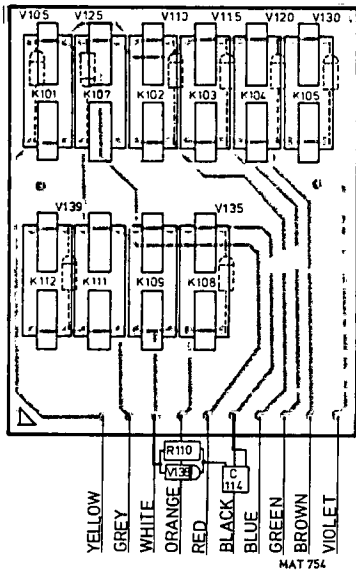 V105 V125 V110 V115 V120 V130
K101 K107 K102 K103 K104 K105
V139 V135
K112 K111 K109 K108
R110
V138
C
114
YELLOW
GREY
WHITE
ORANGE
RED
BLACK
BLUE
GREEN
BROWN
VIOLET
MAT 754